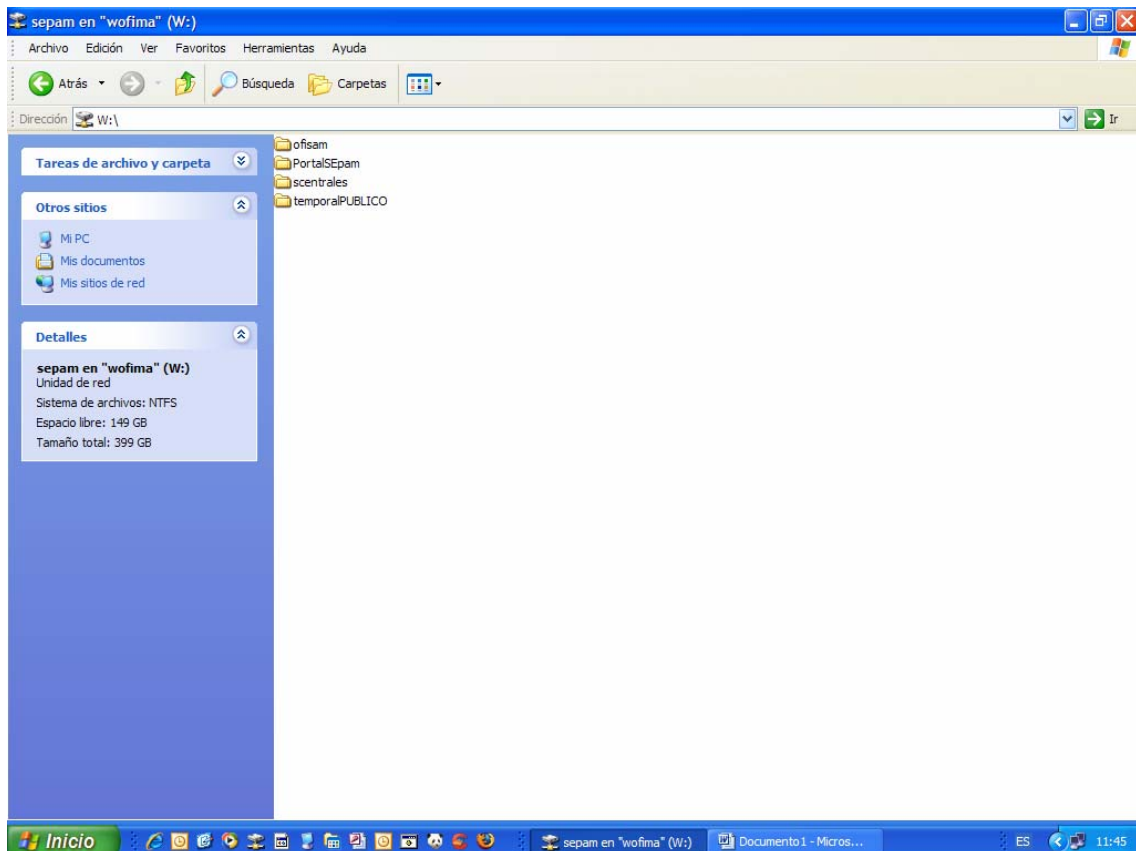 sepam en "wofima" (W:)
Archivo Edición Ver Favoritos Herramientas Ayuda
Atrás Búsqueda Carpetas
Dirección W:\ Ir
Tareas de archivo y carpeta
Otros sitios
Mi PC
Mis documentos
Mis sitios de red
Detalles
sepam en "wofima" (W:)
Unidad de red
Sistema de archivos: NTFS
Espacio libre: 149 GB
Tamaño total: 399 GB
ofisam
PortalSEpam
scentrales
temporalPUBLICO
Inicio sepam en "wofima" (W:) Documento1 - Micros... ES 11:45